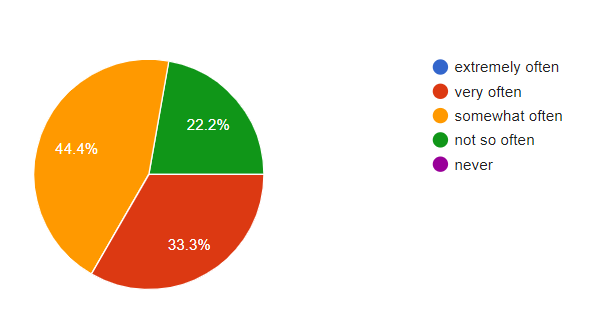 extremely often
very often
somewhat often
not so often
never
22.2%
44.4%
33.3%